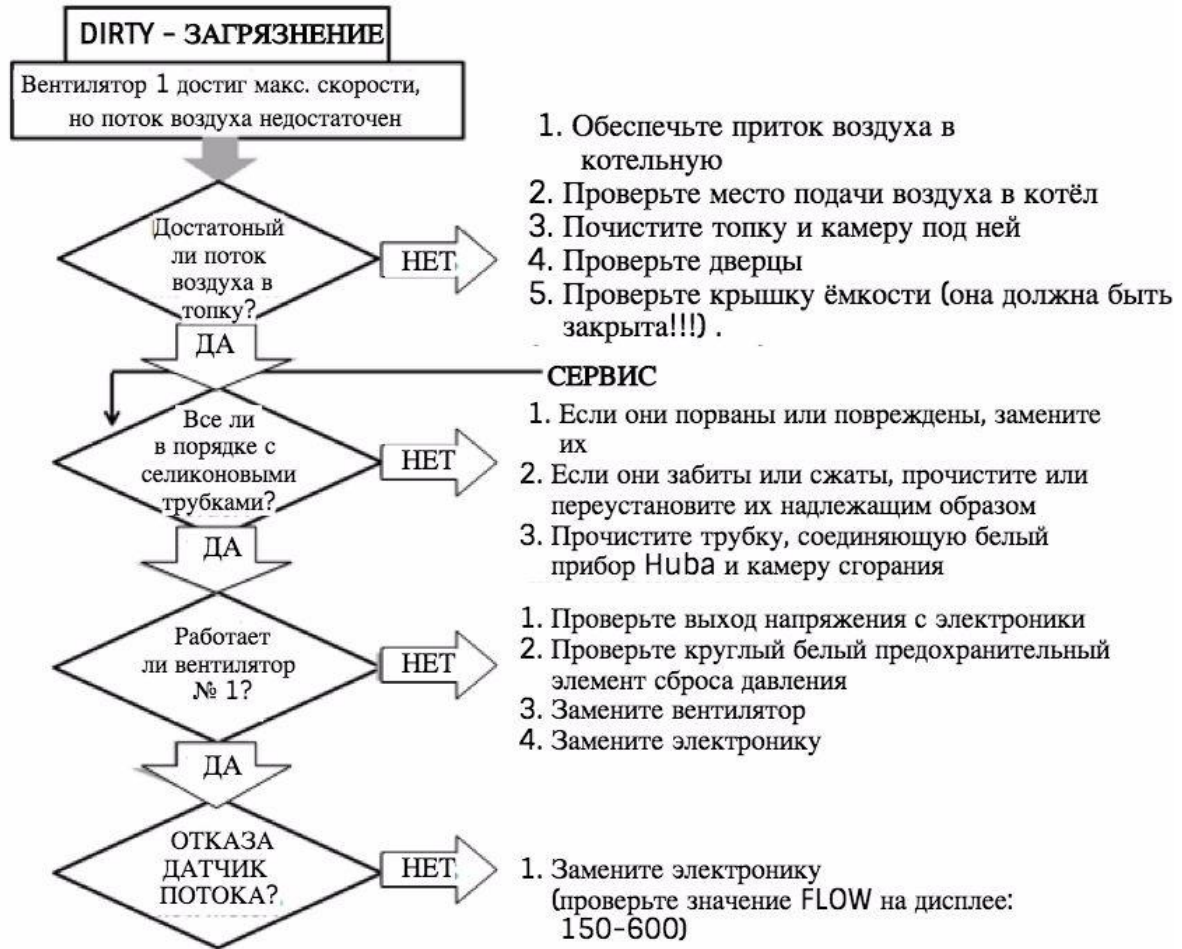 DIRTY - ЗАГРЯЗНЕНИЕ
Вентилятор 1 достиг макс. скорости,
но поток воздуха недостаточен
Достатоный
ли поток
воздуха в
топку?
НЕТ
1. Обеспечьте приток воздуха в
котельную
2. Проверьте место подачи воздуха в котёл
3. Почистите топку и камеру под ней
4. Проверьте дверцы
5. Проверьте крышку ёмкости (она должна быть
закрыта!!!) .
ДА
СЕРВИС
Все ли
в порядке с
селиконовыми
трубками?
НЕТ
1. Если они порваны или повреждены, замените
их
2. Если они забиты или сжаты, прочистите или
переустановите их надлежащим образом
3. Прочистите трубку, соединяющую белый
прибор Huba и камеру сгорания
ДА
Работает
ли вентилятор
№ 1?
НЕТ
1. Проверьте выход напряжения с электроники
2. Проверьте круглый белый предохранительный
элемент сброса давления
3. Замените вентилятор
4. Замените электронику
ДА
ОТКАЗА
ДАТЧИК
ПОТОКА?
НЕТ
1. Замените электронику
(проверьте значение FLOW на дисплее:
150-600)